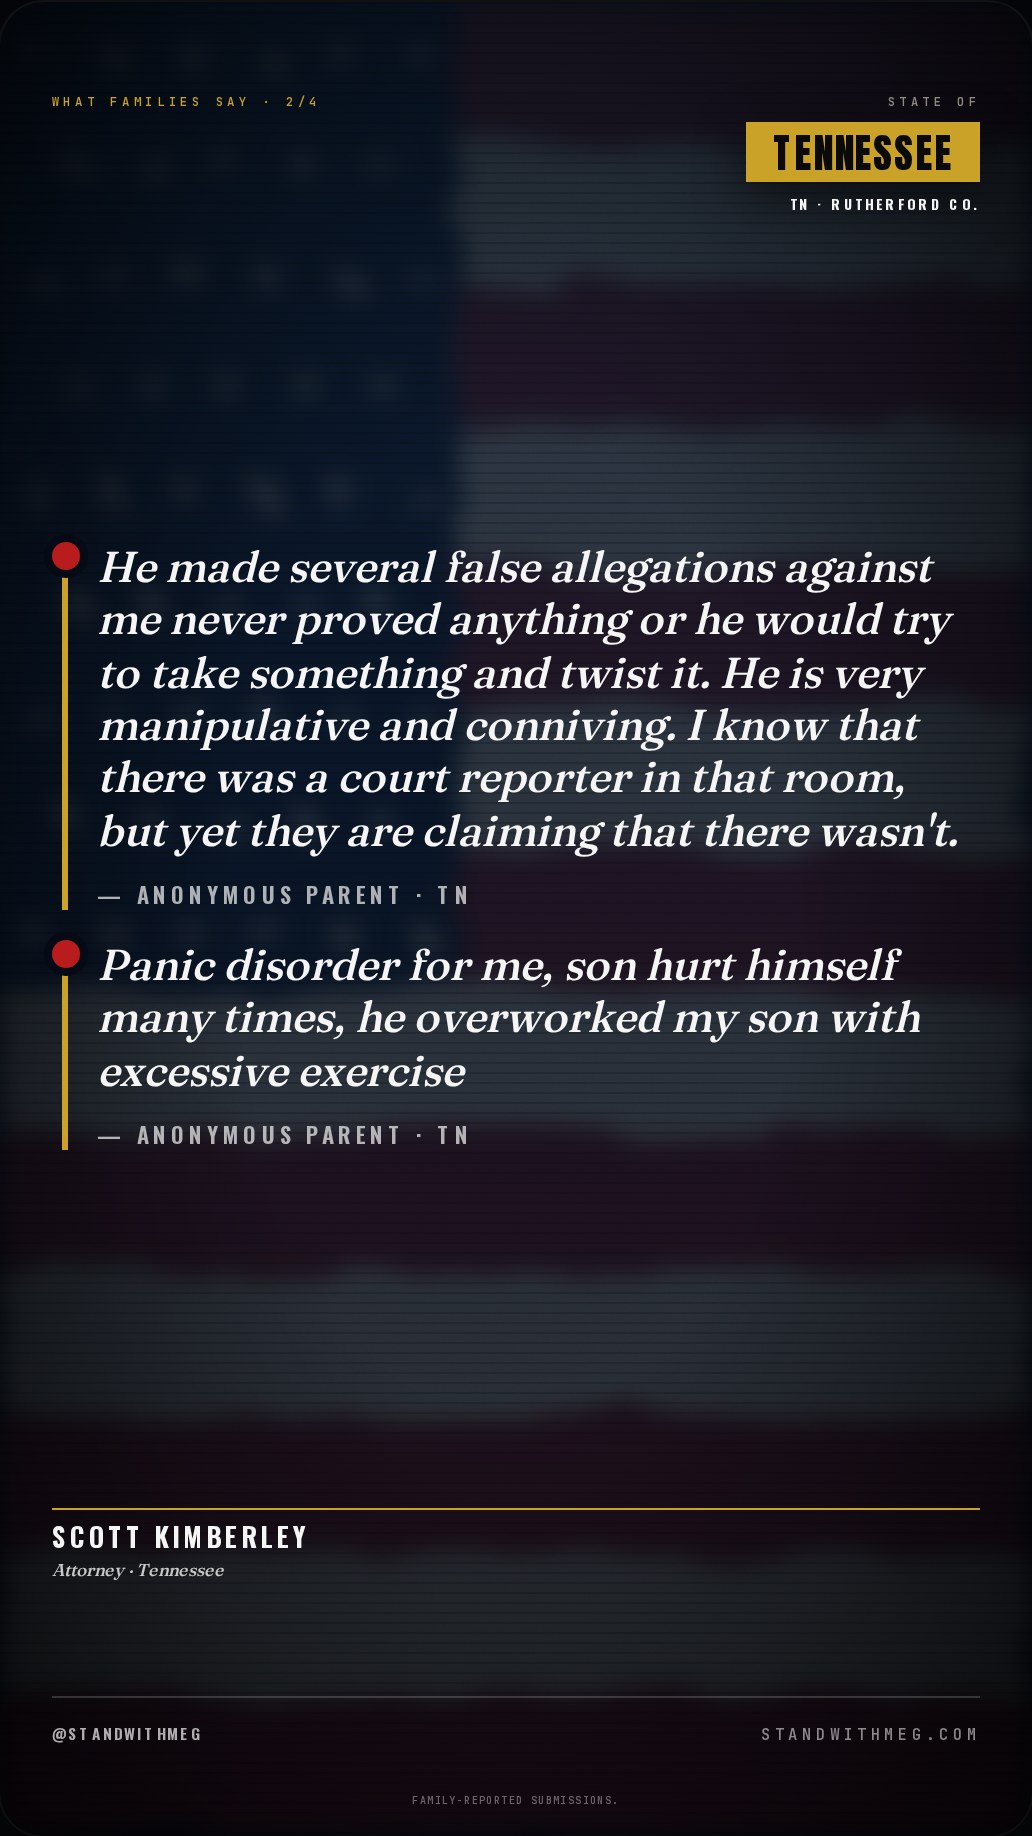 WHAT FAMILIES SAY · 2/4
STATE OF
TENNESSEE
TN · RUTHERFORD CO.
He made several false allegations against
me never proved anything or he would try
to take something and twist it. He is very
manipulative and conniving. I know that
there was a court reporter in that room,
but yet they are claiming that there wasn't.
— ANONYMOUS PARENT · TN
Panic disorder for me, son hurt himself
many times, he overworked my son with
excessive exercise
— ANONYMOUS PARENT · TN
SCOTT KIMBERLEY
Attorney · Tennessee
@STANDWITHMEG
STANDWITHMEG.COM
FAMILY-REPORTED SUBMISSIONS.